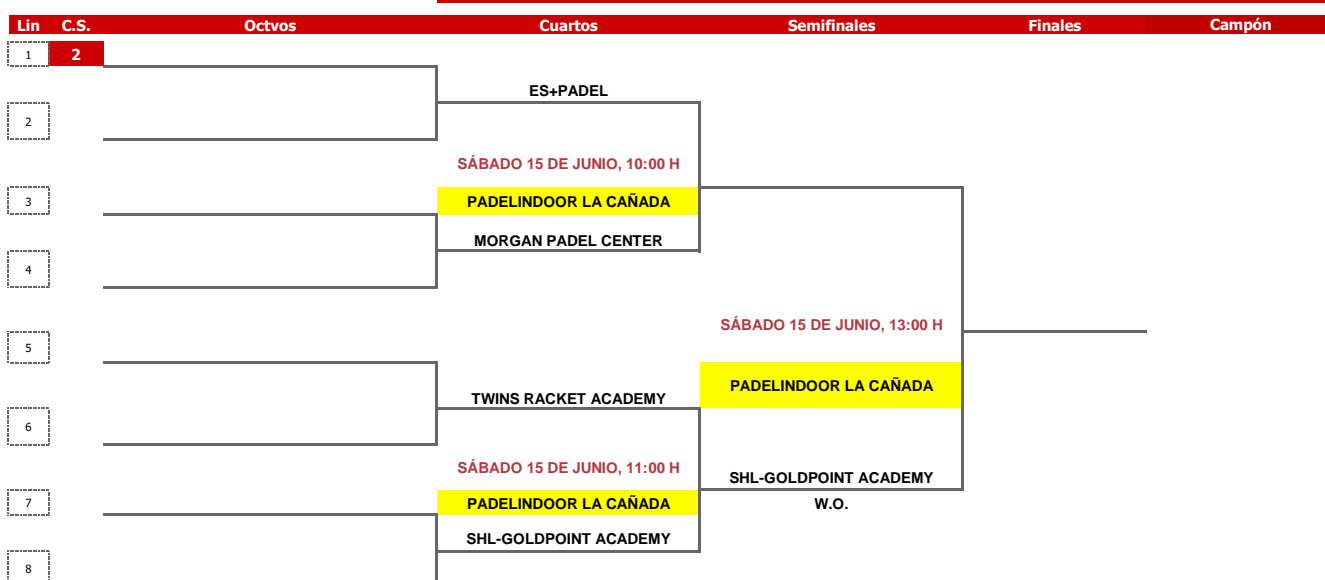 Lin C.S. Octvos Cuartos Semifinales Finales Campón
1 2
ES+PADEL
2
SÁBADO 15 DE JUNIO, 10:00 H
3 PADELINDOOR LA CAÑADA
MORGAN PADEL CENTER
4
SÁBADO 15 DE JUNIO, 13:00 H
5
PADELINDOOR LA CAÑADA
TWINS RACKET ACADEMY
6
SÁBADO 15 DE JUNIO, 11:00 H
SHL-GOLDPOINT ACADEMY
7 PADELINDOOR LA CAÑADA W.O.
SHL-GOLDPOINT ACADEMY
8